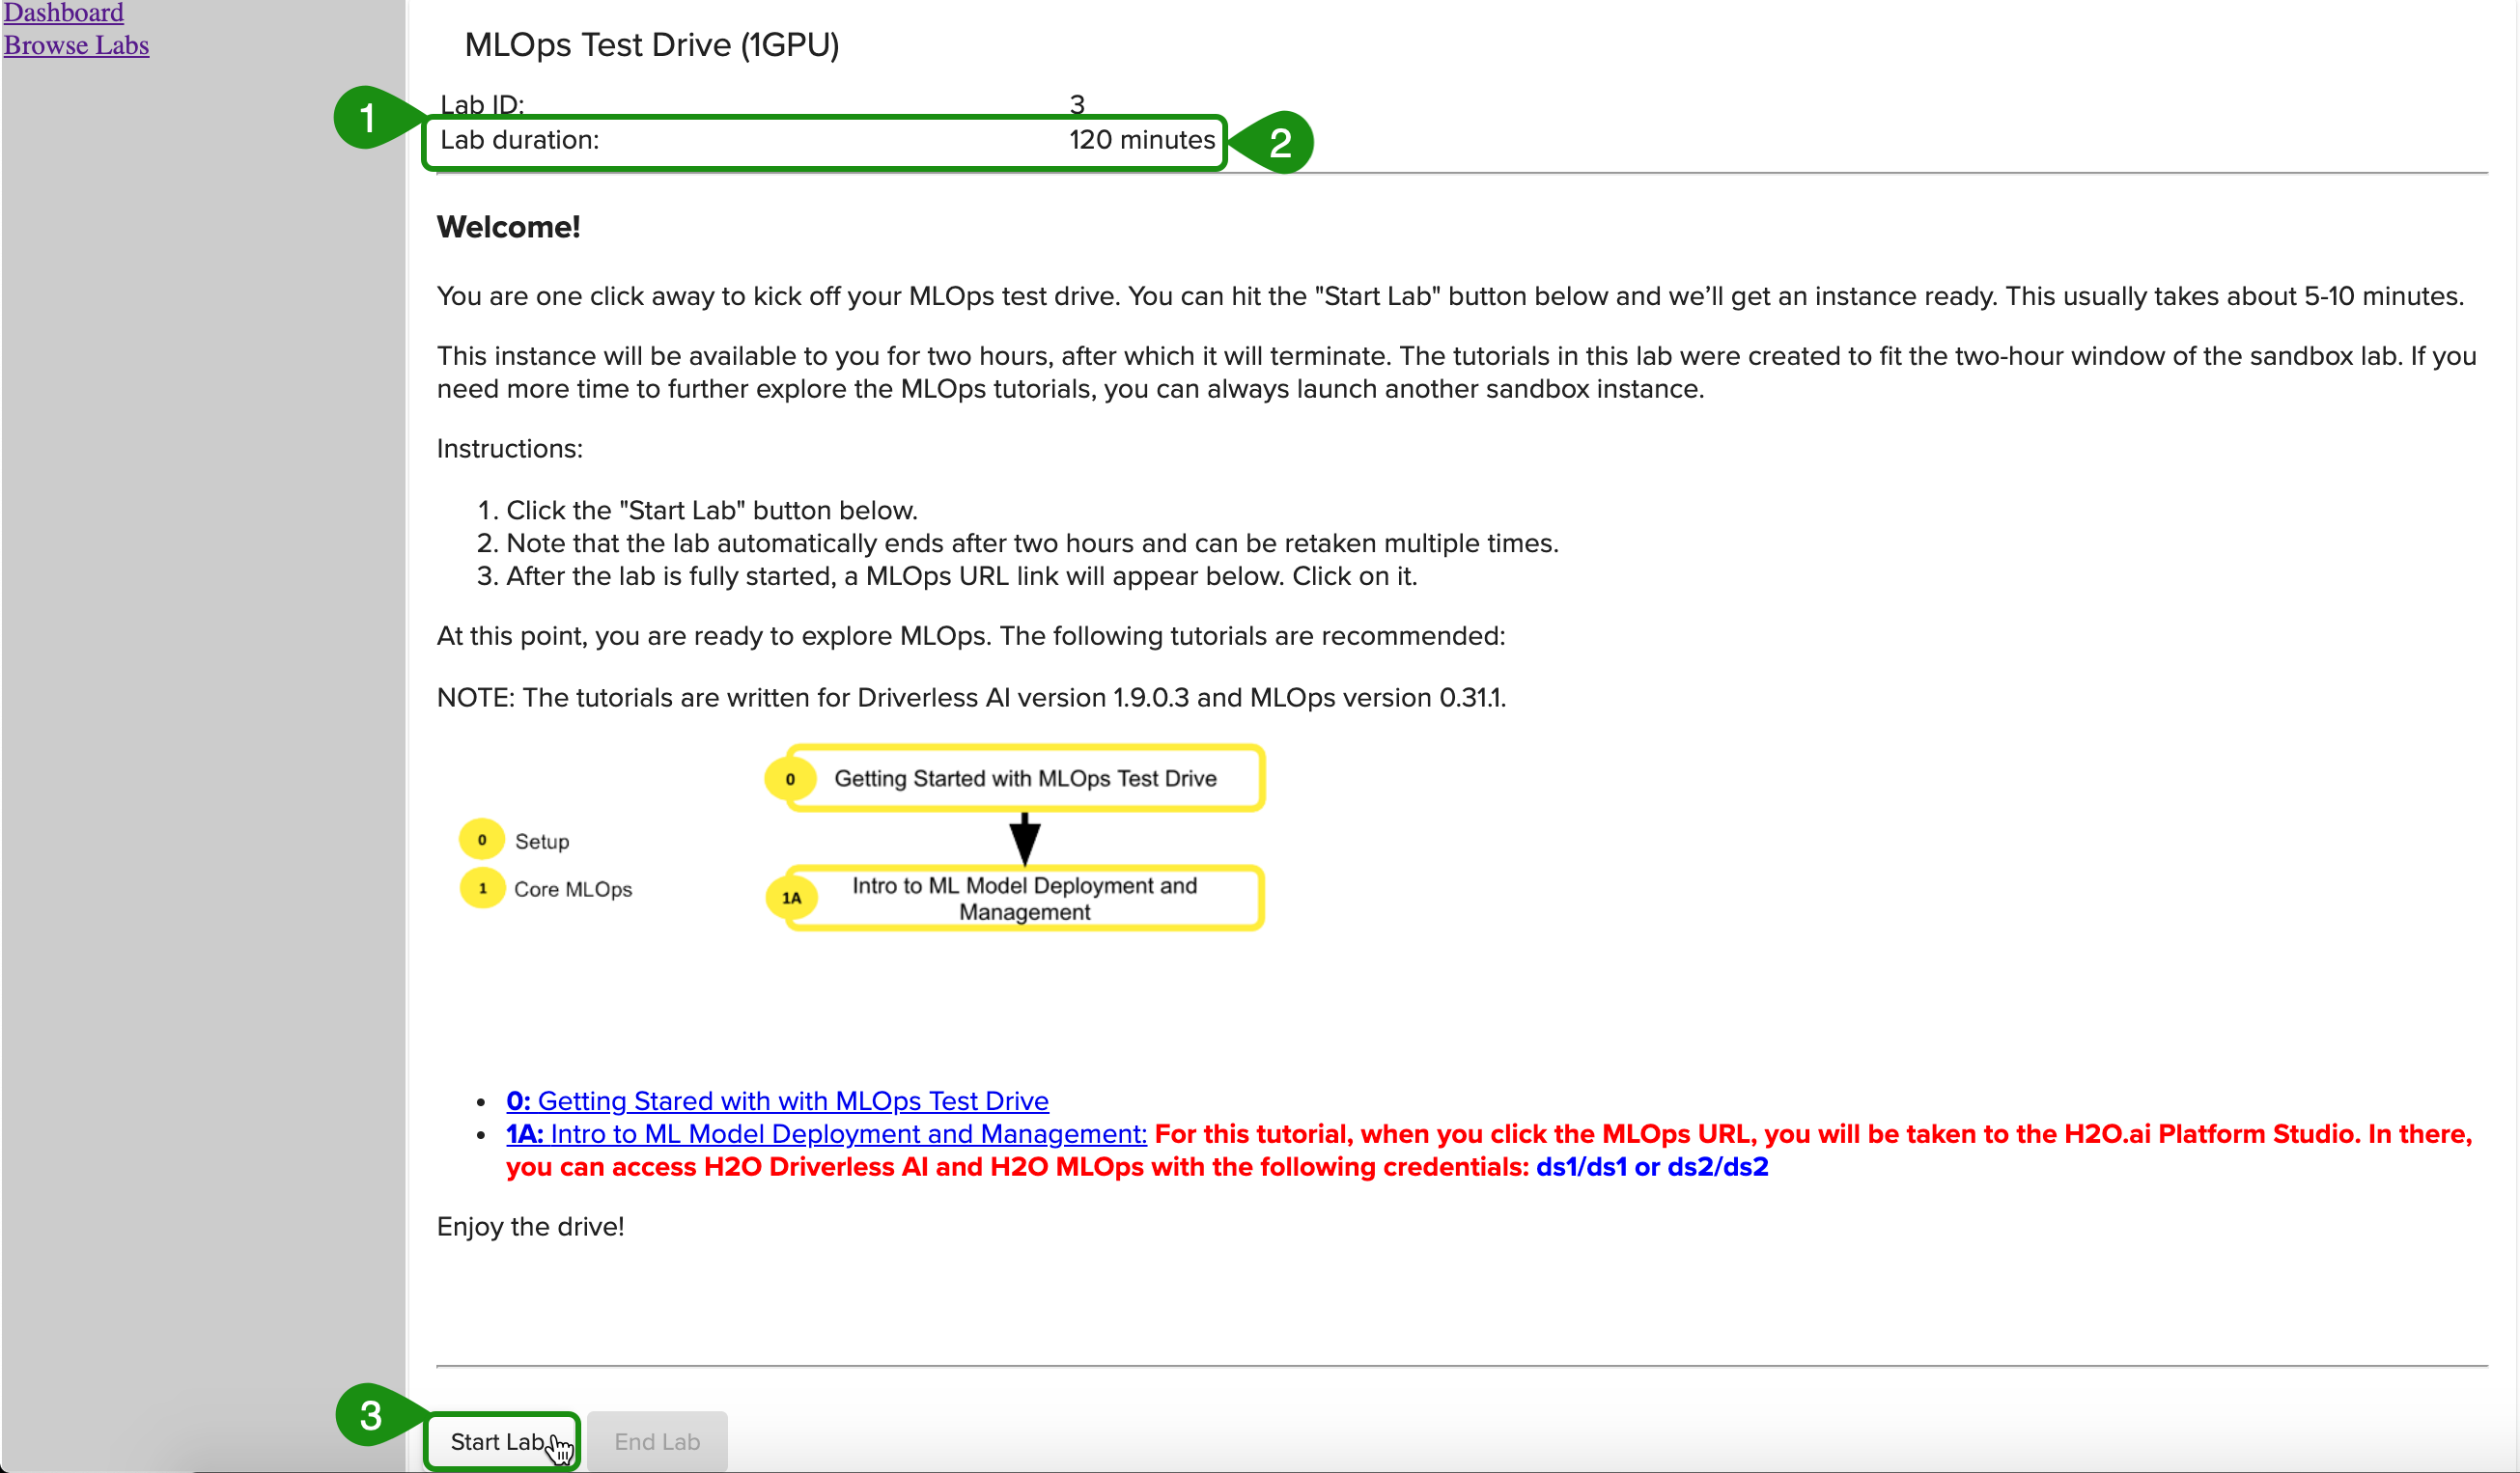 Dashboard
Browse Labs
MLOps Test Drive (1GPU)
1
Lab ID: 3
Lab duration: 120 minutes
2
Welcome!
You are one click away to kick off your MLOps test drive. You can hit the "Start Lab" button below and we’ll get an instance ready. This usually takes about 5-10 minutes.
This instance will be available to you for two hours, after which it will terminate. The tutorials in this lab were created to fit the two-hour window of the sandbox lab. If you
need more time to further explore the MLOps tutorials, you can always launch another sandbox instance.
Instructions:
1. Click the "Start Lab" button below.
2. Note that the lab automatically ends after two hours and can be retaken multiple times.
3. After the lab is fully started, a MLOps URL link will appear below. Click on it.
At this point, you are ready to explore MLOps. The following tutorials are recommended:
NOTE: The tutorials are written for Driverless AI version 1.9.0.3 and MLOps version 0.31.1.
0 Getting Started with MLOps Test Drive
0 Setup
1 Core MLOps
1A Intro to ML Model Deployment and
Management
• 0: Getting Stared with with MLOps Test Drive
• 1A: Intro to ML Model Deployment and Management: For this tutorial, when you click the MLOps URL, you will be taken to the H2O.ai Platform Studio. In there,
you can access H2O Driverless AI and H2O MLOps with the following credentials: ds1/ds1 or ds2/ds2
Enjoy the drive!
3
Start Lab End Lab